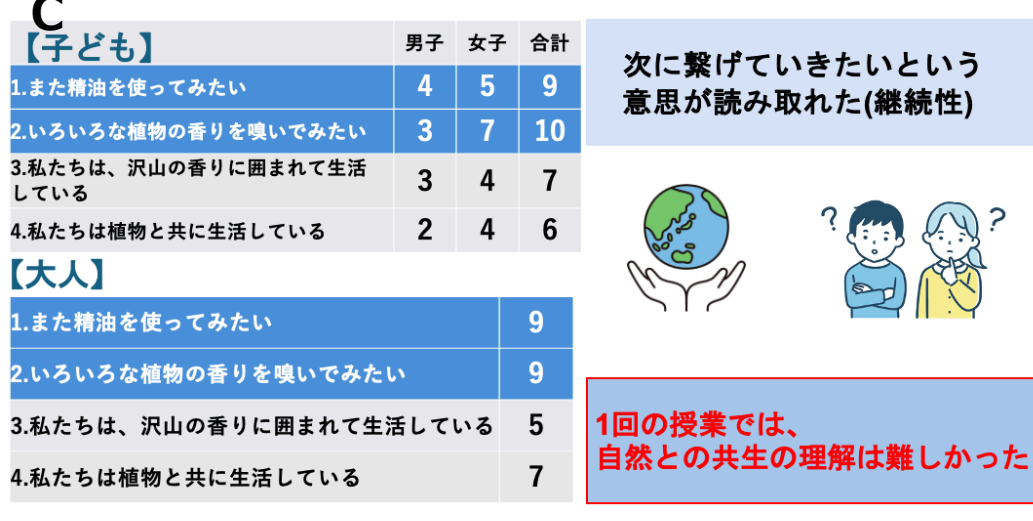 C
【子ども】 男子 女子 合計
1.また精油を使ってみたい 4 5 9
2.いろいろな植物の香りを嗅いでみたい 3 7 10
3.私たちは、沢山の香りに囲まれて生活
している 3 4 7
4.私たちは植物と共に生活している 2 4 6
【大人】
1.また精油を使ってみたい 9
2.いろいろな植物の香りを嗅いでみたい 9
3.私たちは、沢山の香りに囲まれて生活している 5
4.私たちは植物と共に生活している 7
次に繋げていきたいという
意思が読み取れた(継続性)
? ?
1回の授業では、
自然との共生の理解は難しかった